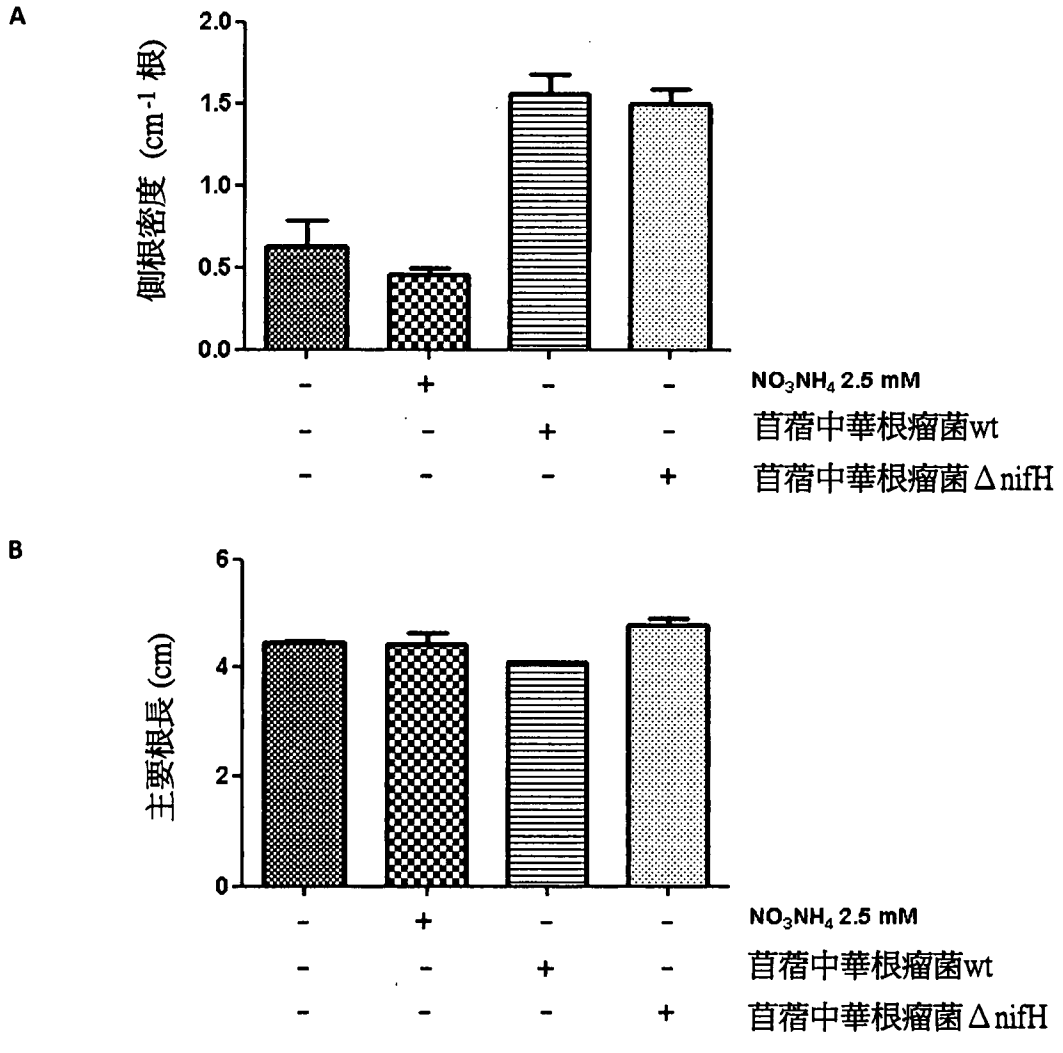 A
側根密度 (cm⁻¹ 根)
2.0
1.5
1.0
0.5
0.0
- + - - NO₃NH₄ 2.5 mM
- - + - 苜蓿中華根瘤菌wt
- - - + 苜蓿中華根瘤菌ΔnifH
B
主要根長 (cm)
6
4
2
0
- + - - NO₃NH₄ 2.5 mM
- - + - 苜蓿中華根瘤菌wt
- - - + 苜蓿中華根瘤菌ΔnifH